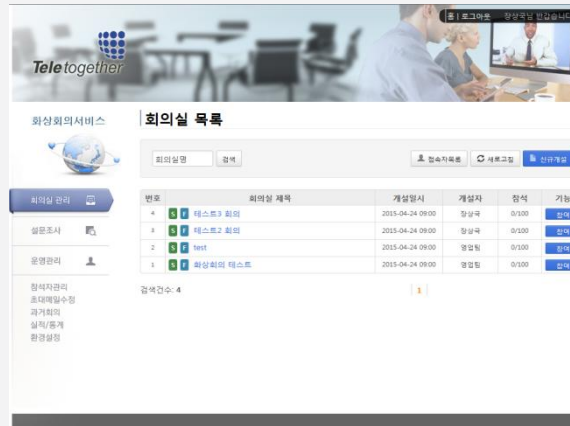 홈 | 로그아웃 장상국님 반갑습니다
Teletogether
화상회의서비스
회의실 목록
회의실명 검색 접속자목록 새로고침 신규개설
회의실 관리
설문조사
운영관리
참석자관리
초대메일수정
과거회의
실적/통계
환경설정
번호 회의실 제목 개설일시 개설자 참석 기능
4 S F 테스트3 회의 2015-04-24 09:00 장상국 0/100 참여
3 S F 테스트2 회의 2015-04-24 09:00 장상국 0/100 참여
2 S F test 2015-04-24 09:00 영업팀 0/100 참여
1 S F 화상회의 테스트 2015-04-24 09:00 영업팀 0/100 참여
검색건수: 4
1